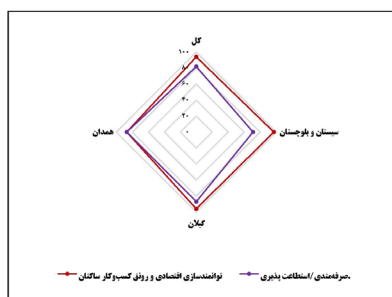 کل
۱۰۰
۸۰
۶۰
۴۰
۲۰
۰
همدان
سیستان و بلوچستان
گیلان
توانمندسازی اقتصادی و رونق کسب‌وکار ساکنان
صرفه‌مندی/استطاعت پذیری.